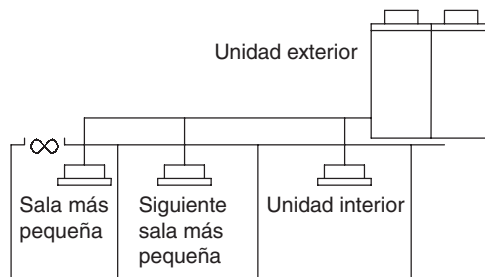 Unidad exterior
Sala más
pequeña
Siguiente
sala más
pequeña
Unidad interior